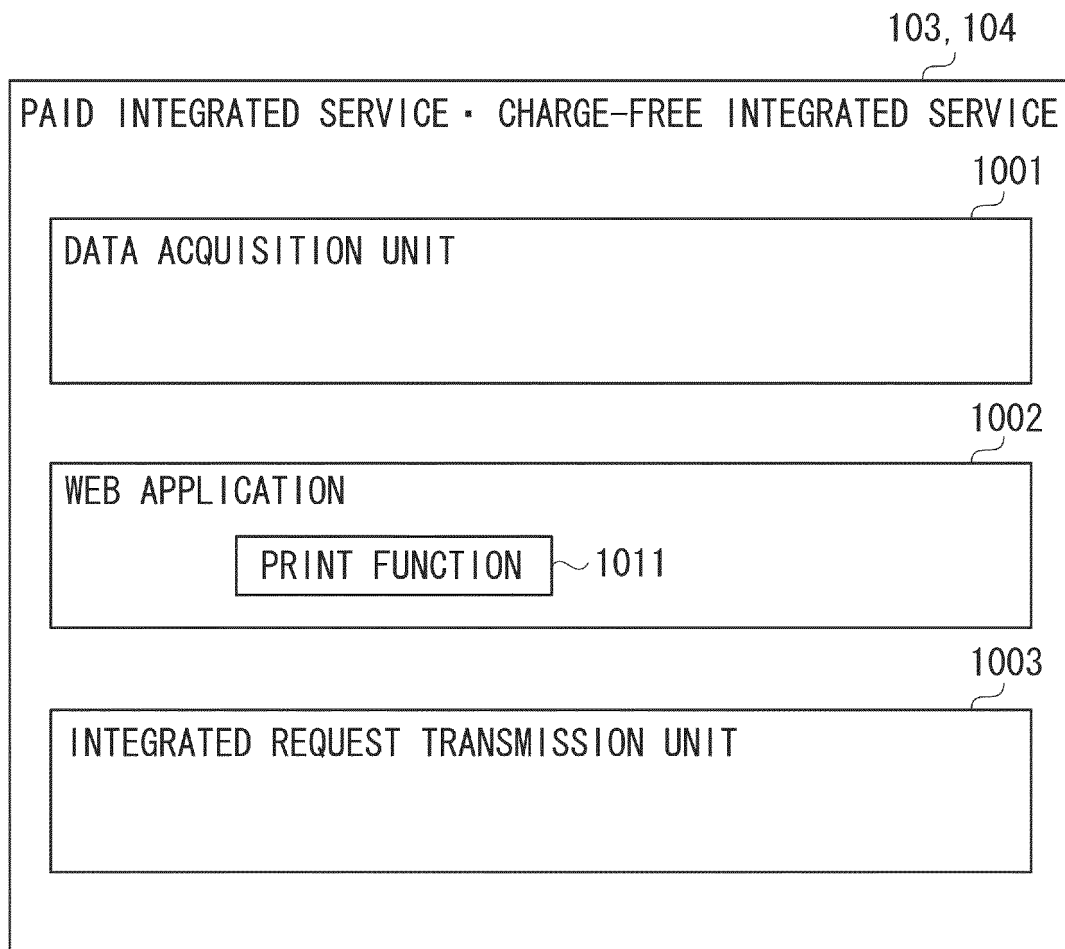 103, 104
PAID INTEGRATED SERVICE · CHARGE-FREE INTEGRATED SERVICE
1001
DATA ACQUISITION UNIT
1002
WEB APPLICATION
PRINT FUNCTION 1011
1003
INTEGRATED REQUEST TRANSMISSION UNIT